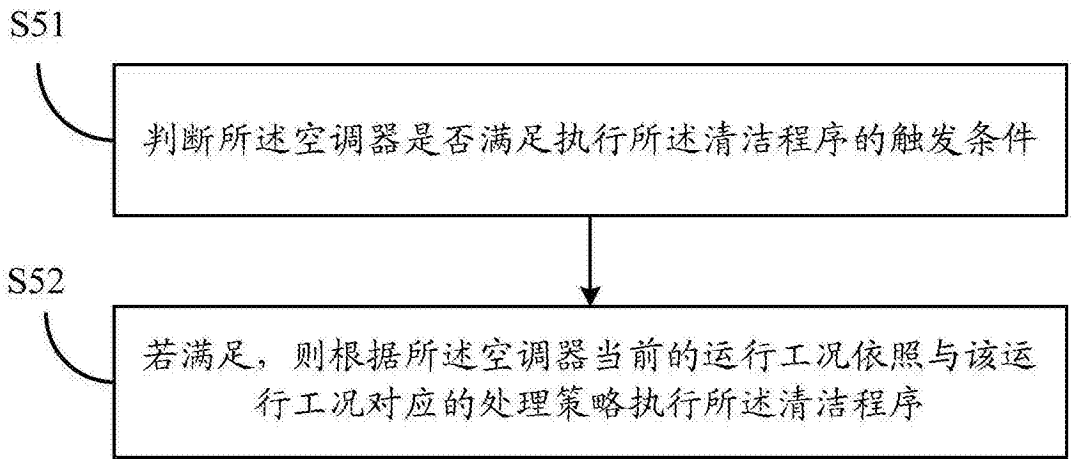 S51
判断所述空调器是否满足执行所述清洁程序的触发条件
S52
若满足，则根据所述空调器当前的运行工况依照与该运
行工况对应的处理策略执行所述清洁程序